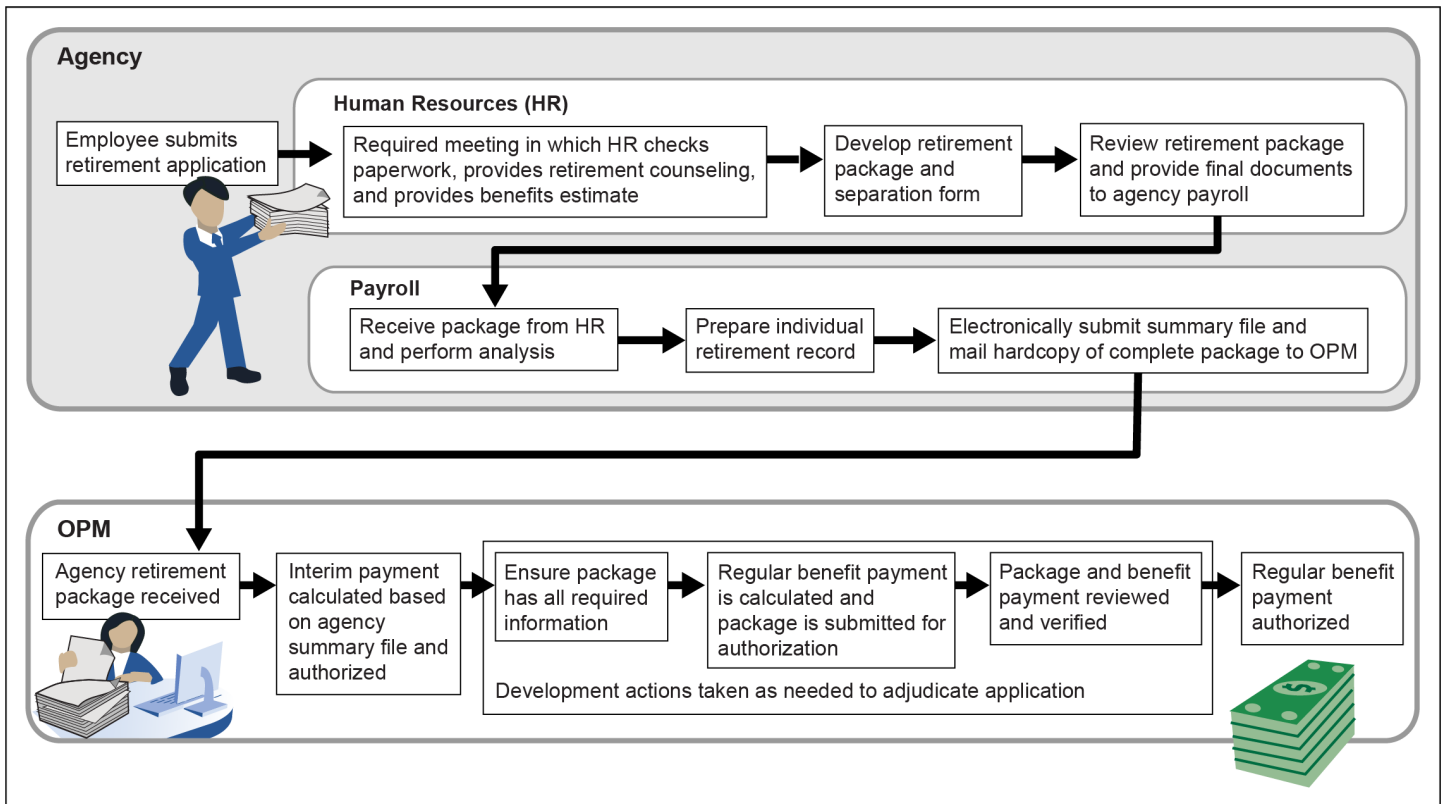 Agency
Human Resources (HR)
Employee submits
retirement application
Required meeting in which HR checks
paperwork, provides retirement counseling,
and provides benefits estimate
Develop retirement
package and
separation form
Review retirement package
and provide final documents
to agency payroll
Payroll
Receive package from HR
and perform analysis
Prepare individual
retirement record
Electronically submit summary file and
mail hardcopy of complete package to OPM
OPM
Agency retirement
package received
Interim payment
calculated based
on agency
summary file and
authorized
Ensure package
has all required
information
Regular benefit payment
is calculated and
package is submitted for
authorization
Package and benefit
payment reviewed
and verified
Regular benefit
payment
authorized
Development actions taken as needed to adjudicate application
$